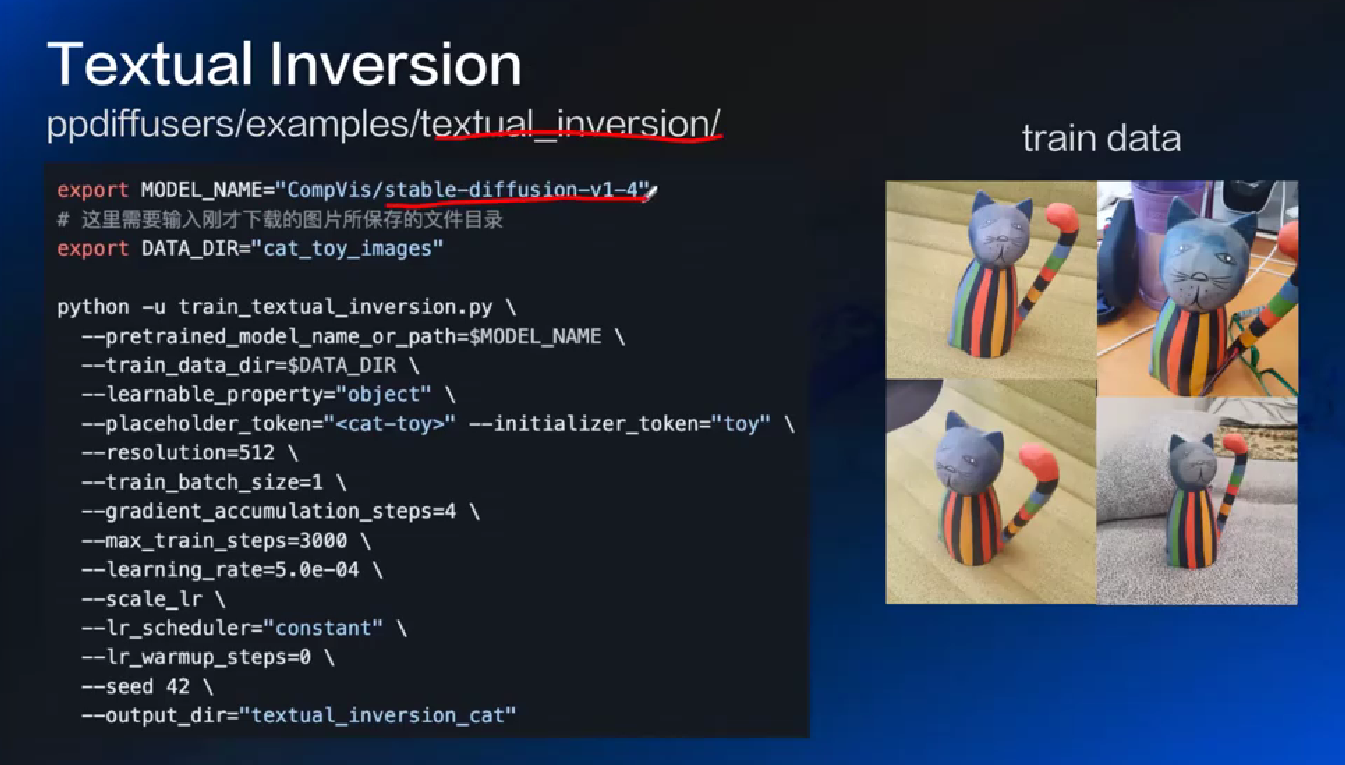 Textual Inversion
ppdiffusers/examples/textual_inversion/
export MODEL_NAME="CompVis/stable-diffusion-v1-4"
# 这里需要输入刚才下载的图片所保存的文件目录
export DATA_DIR="cat_toy_images"
python -u train_textual_inversion.py \
--pretrained_model_name_or_path=$MODEL_NAME \
--train_data_dir=$DATA_DIR \
--learnable_property="object" \
--placeholder_token="<cat-toy>" --initializer_token="toy" \
--resolution=512 \
--train_batch_size=1 \
--gradient_accumulation_steps=4 \
--max_train_steps=3000 \
--learning_rate=5.0e-04 \
--scale_lr \
--lr_scheduler="constant" \
--lr_warmup_steps=0 \
--seed 42 \
--output_dir="textual_inversion_cat"
train data